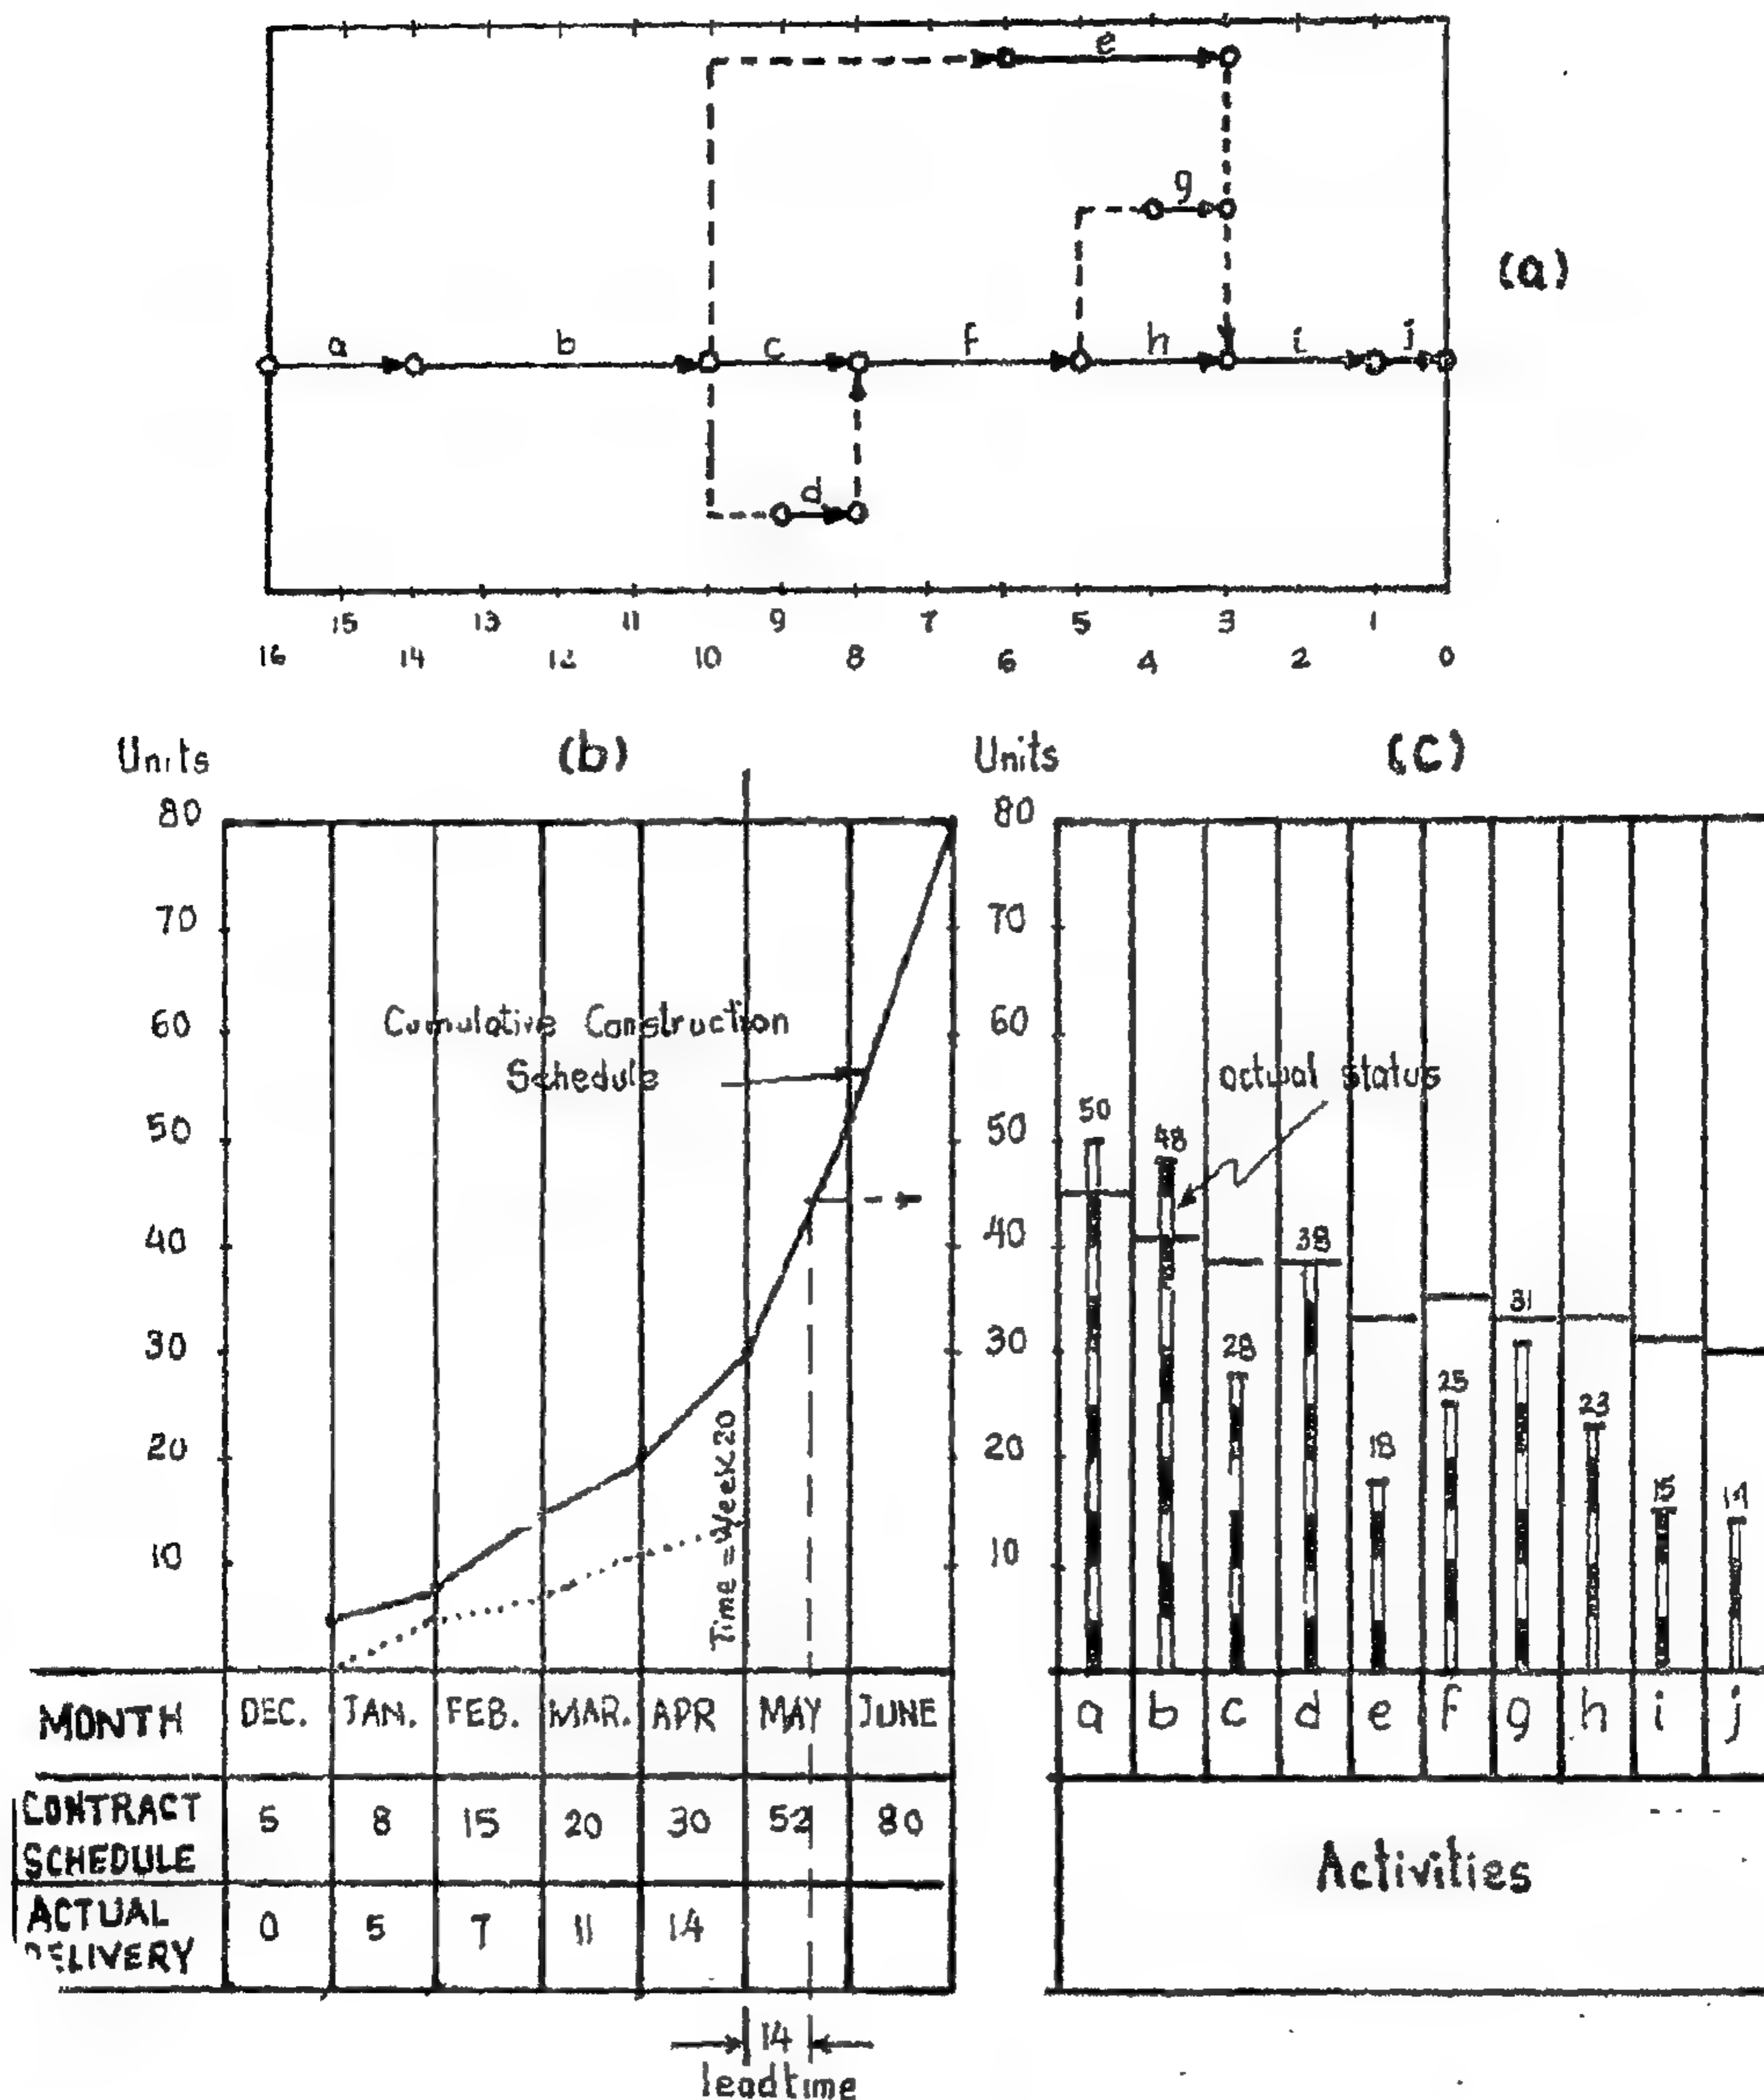 e
g
(a)
a b c f h i j
d
15 13 11 9 7 5 3 1
16 14 12 10 8 6 4 2 0
Units (b) Units (c)
80 80
70 70
60 Cumulative Construction 60
Schedule actual status
50 50 50
48
40 40 38
30 30 31
28
25
23
20 Time = Week 20 20
18
15 14
10 10
MONTH DEC. JAN. FEB. MAR. APR MAY JUNE a b c d e f g h i j
CONTRACT SCHEDULE 5 8 15 20 30 52 80
Activities
ACTUAL DELIVERY 0 5 7 11 14
14
leadtime